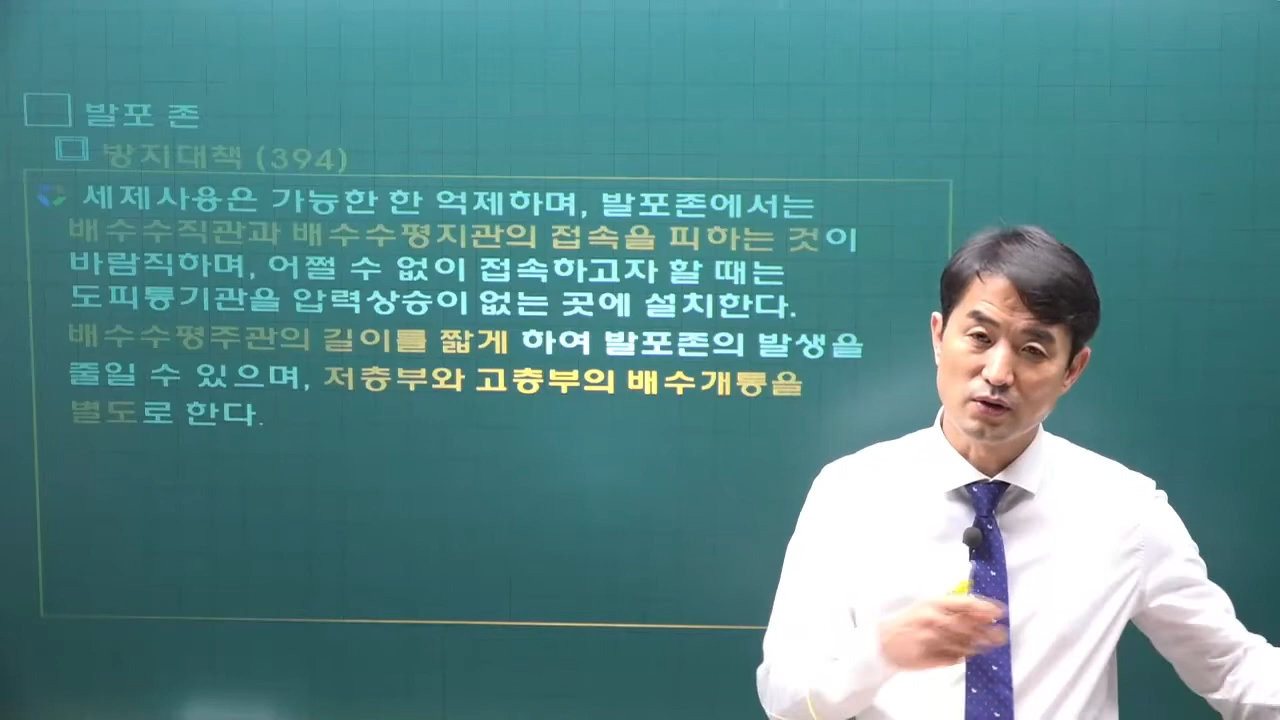 발포 존
방지대책 (394)
세제사용은 가능한 한 억제하며, 발포존에서는
배수수직관과 배수수평지관의 접속을 피하는 것이
바람직하며, 어쩔 수 없이 접속하고자 할 때는
도피통기관을 압력상승이 없는 곳에 설치한다.
배수수평주관의 길이를 짧게 하여 발포존의 발생을
줄일 수 있으며, 저층부와 고층부의 배수개통을
별도로 한다.